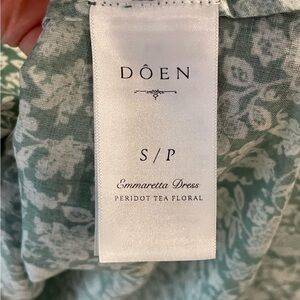 DÔEN
S / P
Emmaretta Dress
PERIDOT TEA FLORAL